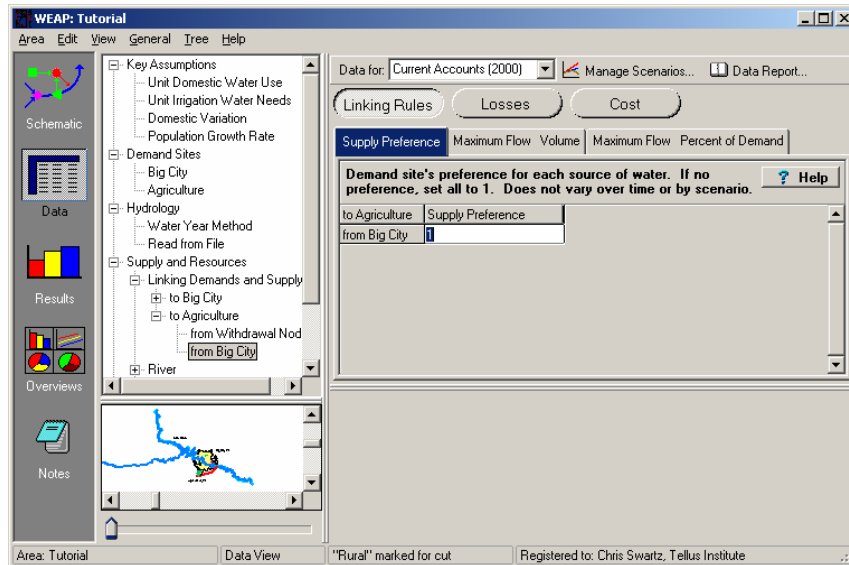 WEAP: Tutorial
Area Edit View General Tree Help
Schematic
Data
Results
Overviews
Notes
Key Assumptions
Unit Domestic Water Use
Unit Irrigation Water Needs
Domestic Variation
Population Growth Rate
Demand Sites
Big City
Agriculture
Hydrology
Water Year Method
Read from File
Supply and Resources
Linking Demands and Supply
to Big City
to Agriculture
from Withdrawal Nod
from Big City
River
Data for: Current Accounts (2000) Manage Scenarios... Data Report...
Linking Rules Losses Cost
Supply Preference Maximum Flow Volume Maximum Flow Percent of Demand
Demand site's preference for each source of water. If no
preference, set all to 1. Does not vary over time or by scenario.
? Help
to Agriculture Supply Preference
from Big City 1
Area: Tutorial Data View "Rural" marked for cut Registered to: Chris Swartz, Tellus Institute